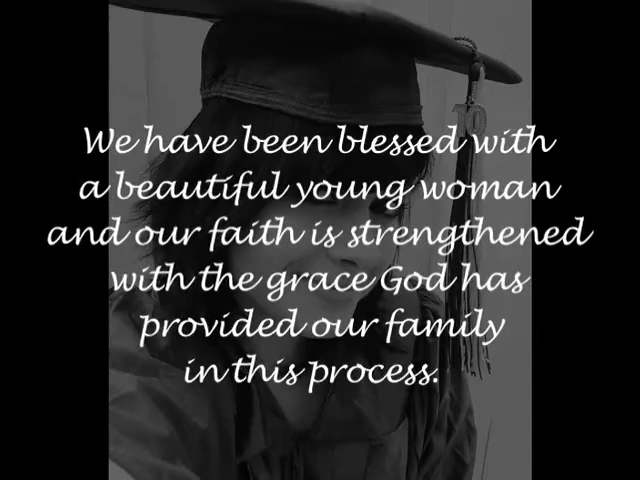 10
We have been blessed with
a beautiful young woman
and our faith is strengthened
with the grace God has
provided our family
in this process.